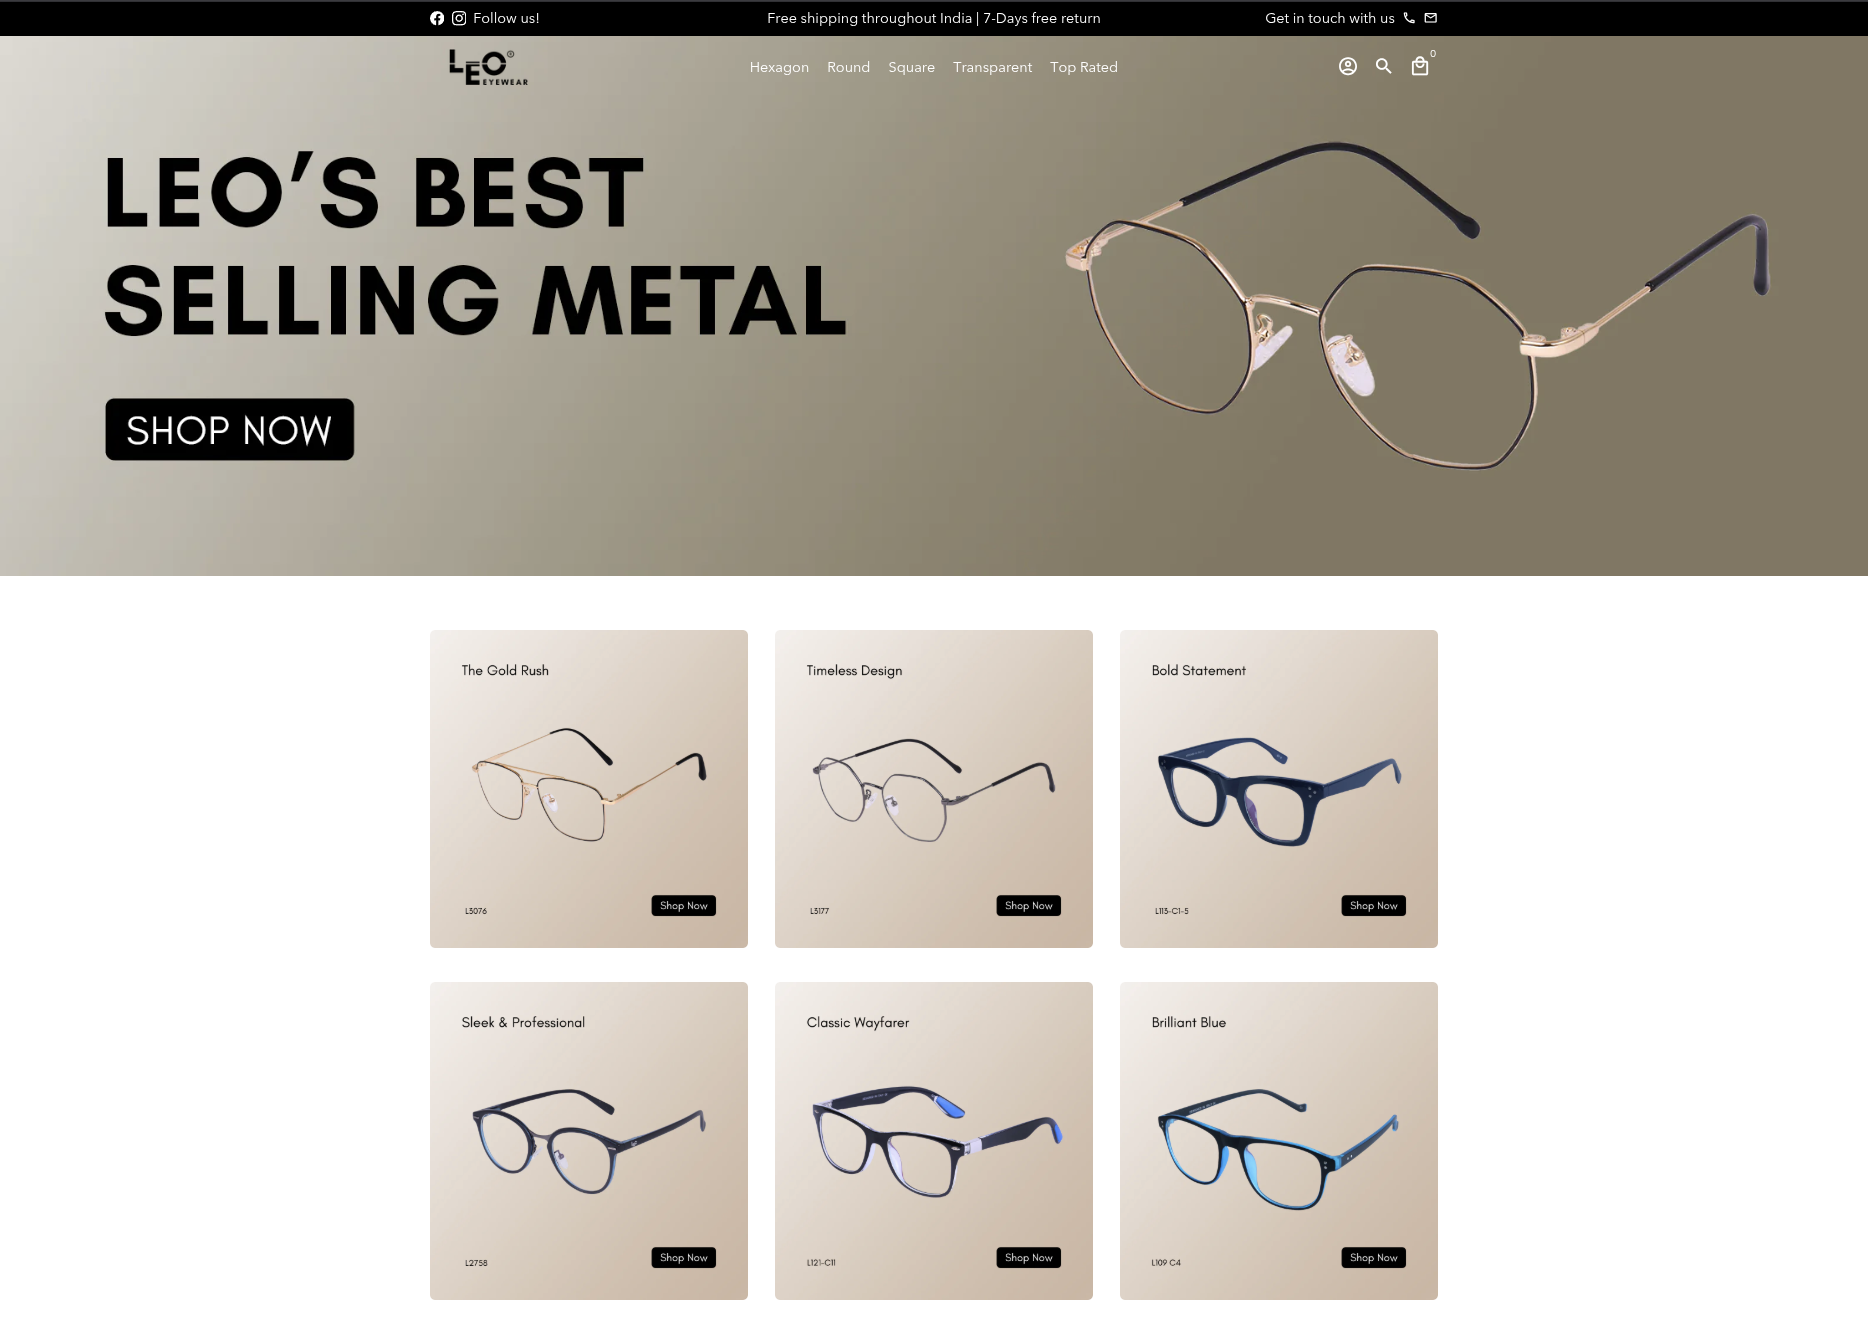 Follow us!
Free shipping throughout India | 7-Days free return
Get in touch with us
LEO®
EYEWEAR
Hexagon
Round
Square
Transparent
Top Rated
0
LEO'S BEST
SELLING METAL
SHOP NOW
The Gold Rush
Timeless Design
Bold Statement
L5076
Shop Now
L3177
Shop Now
L113-C1-5
Shop Now
Sleek & Professional
Classic Wayfarer
Brilliant Blue
L2758
Shop Now
L121-C11
Shop Now
L109 C4
Shop Now